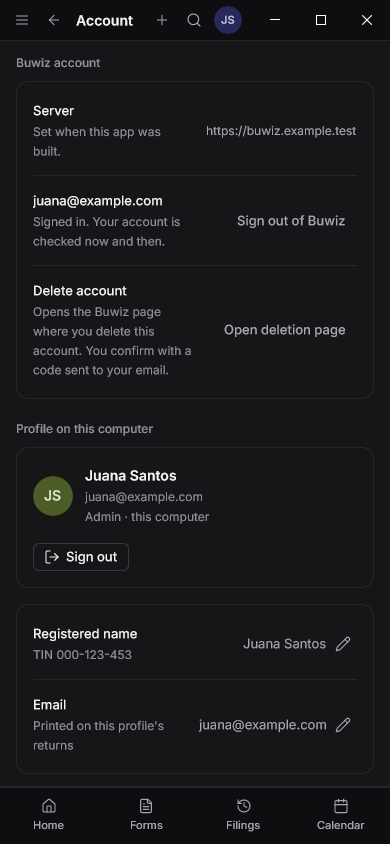 Account
JS
Buwiz account
Server
Set when this app was
built.
https://buwiz.example.test
juana@example.com
Signed in. Your account is
checked now and then.
Sign out of Buwiz
Delete account
Opens the Buwiz page
where you delete this
account. You confirm with a
code sent to your email.
Open deletion page
Profile on this computer
JS
Juana Santos
juana@example.com
Admin · this computer
Sign out
Registered name
TIN 000-123-453
Juana Santos
Email
Printed on this profile's
returns
juana@example.com
Home
Forms
Filings
Calendar